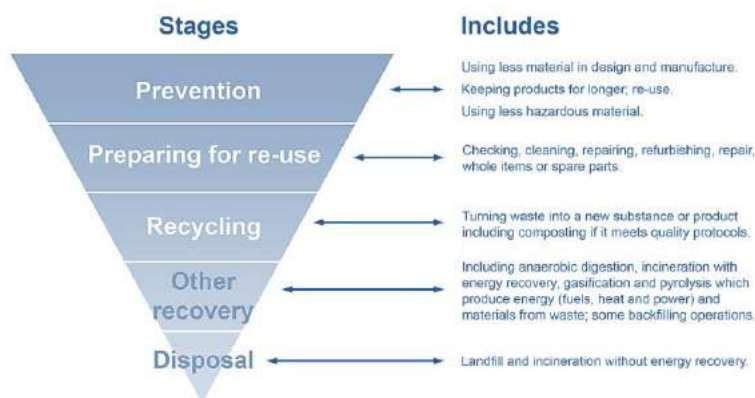 Stages
Includes
Prevention
Using less material in design and manufacture.
Keeping products for longer; re-use.
Using less hazardous material.
Preparing for re-use
Checking, cleaning, repairing, refurbishing, repair,
whole items or spare parts.
Recycling
Turning waste into a new substance or product
including composting if it meets quality protocols.
Other
recovery
Including anaerobic digestion, incineration with
energy recovery, gasification and pyrolysis which
produce energy (fuels, heat and power) and
materials from waste; some backfilling operations.
Disposal
Landfill and incineration without energy recovery.